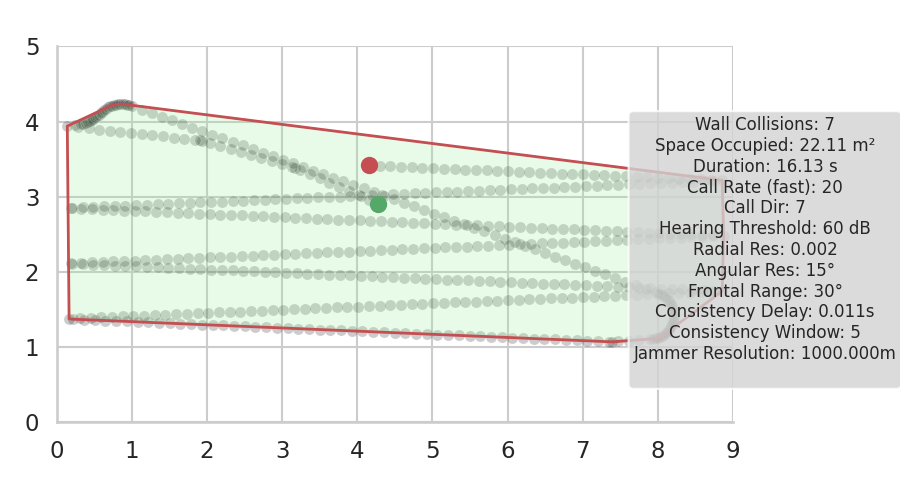 5
4
3
2
1
0
0 1 2 3 4 5 6 7 8 9
Wall Collisions: 7
Space Occupied: 22.11 m²
Duration: 16.13 s
Call Rate (fast): 20
Call Dir: 7
Hearing Threshold: 60 dB
Radial Res: 0.002
Angular Res: 15°
Frontal Range: 30°
Consistency Delay: 0.011s
Consistency Window: 5
Jammer Resolution: 1000.000m